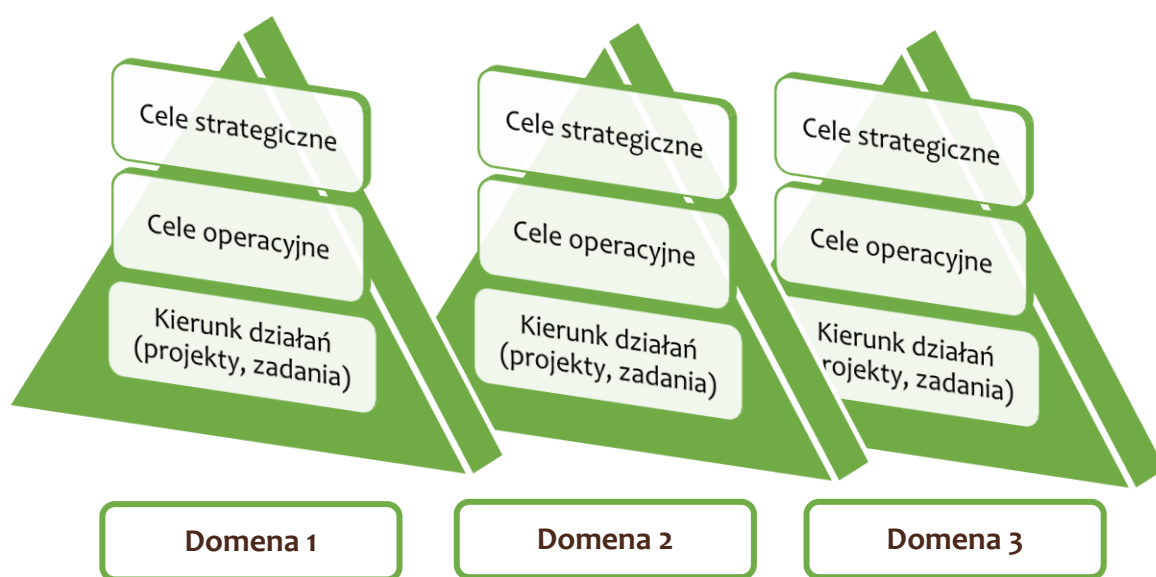 Cele strategiczne
Cele operacyjne
Kierunk działań
(projekty, zadania)
Domena 1
Cele strategiczne
Cele operacyjne
Kierunk działań
(projekty, zadania)
Domena 2
Cele strategiczne
Cele operacyjne
Kierunk działań
rojekty, zadania)
Domena 3